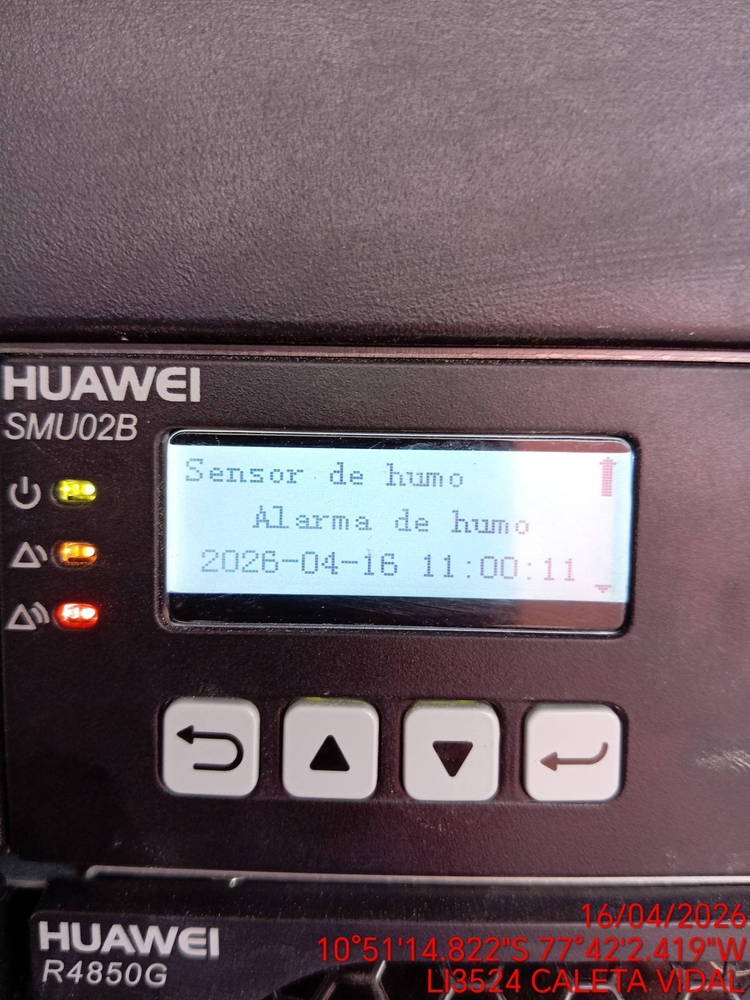 HUAWEI
SMU02B
Sensor de humo
Alarma de humo
2026-04-16 11:00:11
HUAWEI
R4850G
16/04/2026
10°51'14.822"S 77°42'2.419"W
LI3524 CALETA VIDAL